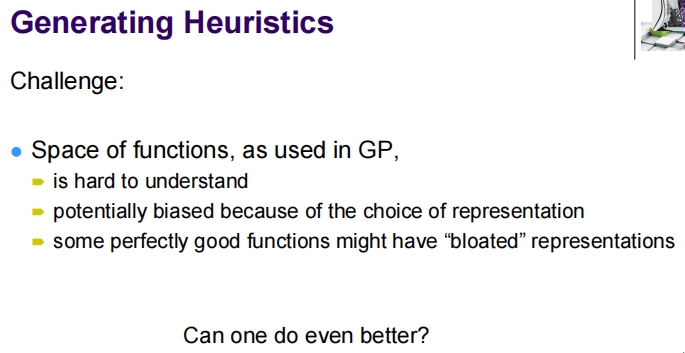 Generating Heuristics
Challenge:
Space of functions, as used in GP,
is hard to understand
potentially biased because of the choice of representation
some perfectly good functions might have “bloated” representations
Can one do even better?